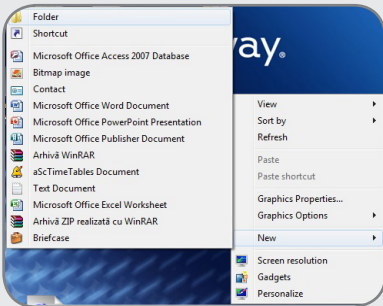 Folder
Shortcut
Microsoft Office Access 2007 Database
Bitmap image
Contact
Microsoft Office Word Document
Microsoft Office PowerPoint Presentation
Microsoft Office Publisher Document
Arhivă WinRAR
aScTimeTables Document
Text Document
Microsoft Office Excel Worksheet
Arhivă ZIP realizată cu WinRAR
Briefcase
way.
View
Sort by
Refresh
Paste
Paste shortcut
Graphics Properties...
Graphics Options
New
Screen resolution
Gadgets
Personalize